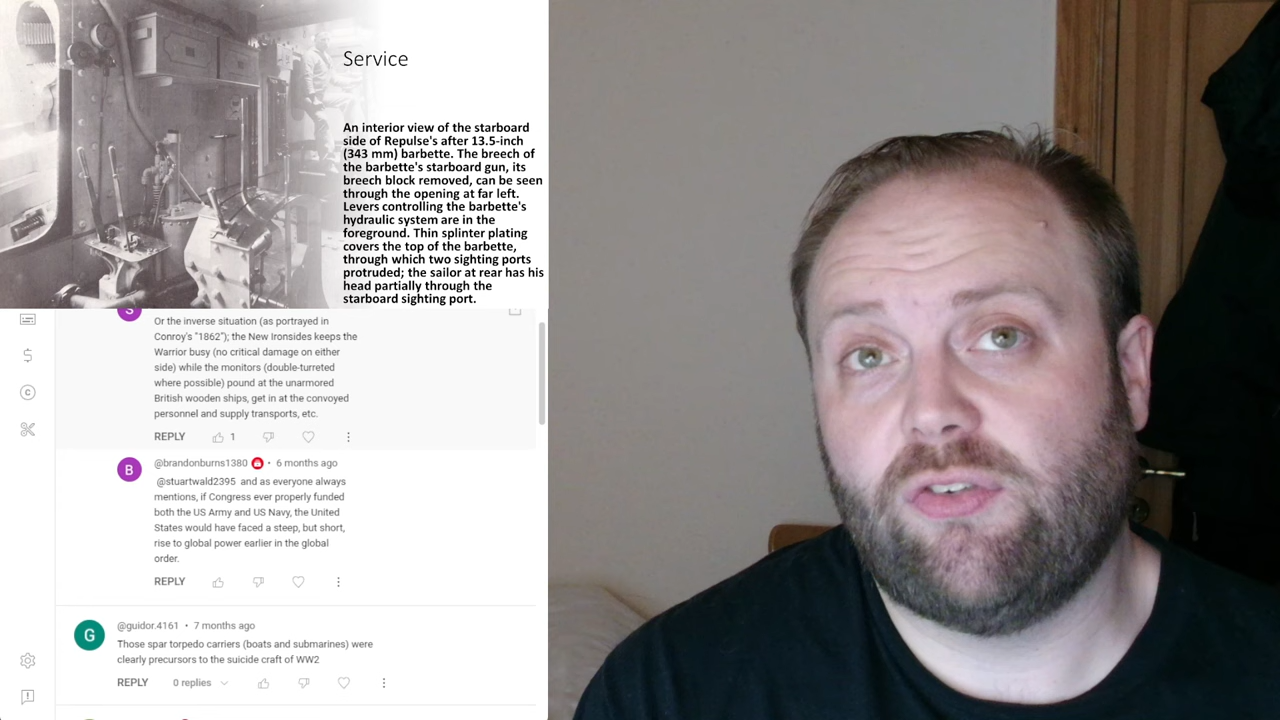 Service
An interior view of the starboard
side of Repulse's after 13.5-inch
(343 mm) barbette. The breech of
the barbette's starboard gun, its
breech block removed, can be seen
through the opening at far left.
Levers controlling the barbette's
hydraulic system are in the
foreground. Thin splinter plating
covers the top of the barbette,
through which two sighting ports
protruded; the sailor at rear has his
head partially through the
starboard sighting port.
S
Or the inverse situation (as portrayed in
Conroy's "1862"); the New Ironsides keeps the
Warrior busy (no critical damage on either
side) while the monitors (double-turreted
where possible) pound at the unarmored
British wooden ships, get in at the convoyed
personnel and supply transports, etc.
REPLY 1
B
@brandonburns1380 • 6 months ago
@stuartwald2395 and as everyone always
mentions, if Congress ever properly funded
both the US Army and US Navy, the United
States would have faced a steep, but short,
rise to global power earlier in the global
order.
REPLY
G
@guidor.4161 • 7 months ago
Those spar torpedo carriers (boats and submarines) were
clearly precursors to the suicide craft of WW2
REPLY 0 replies